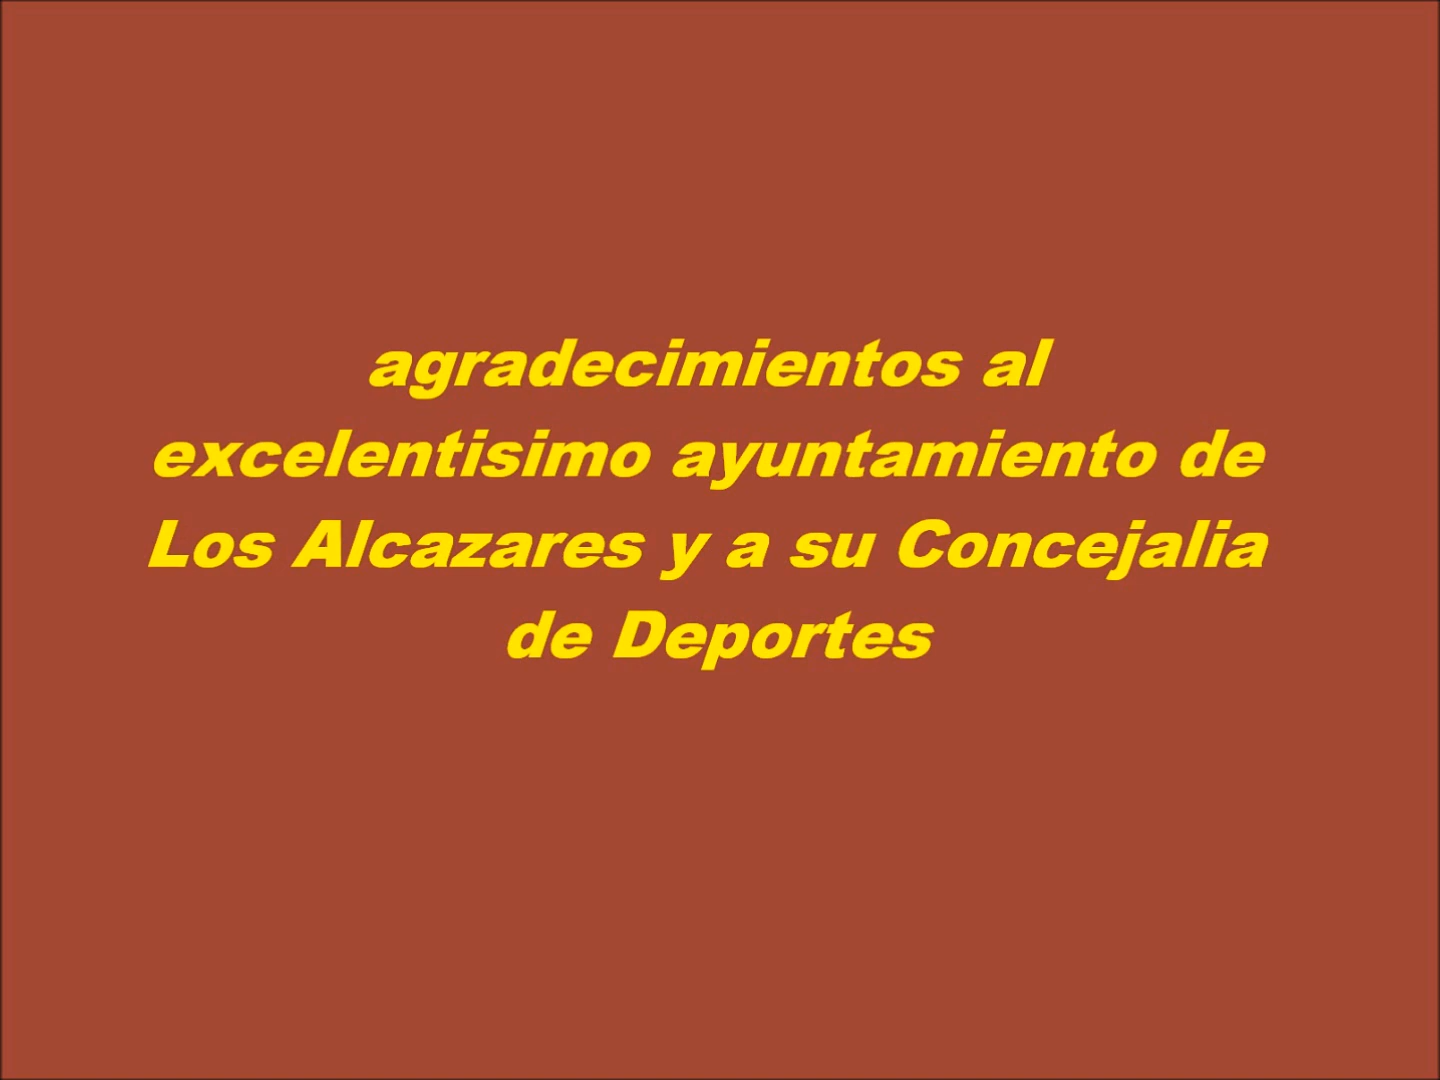 agradecimientos al
excelentisimo ayuntamiento de
Los Alcazares y a su Concejalia
de Deportes